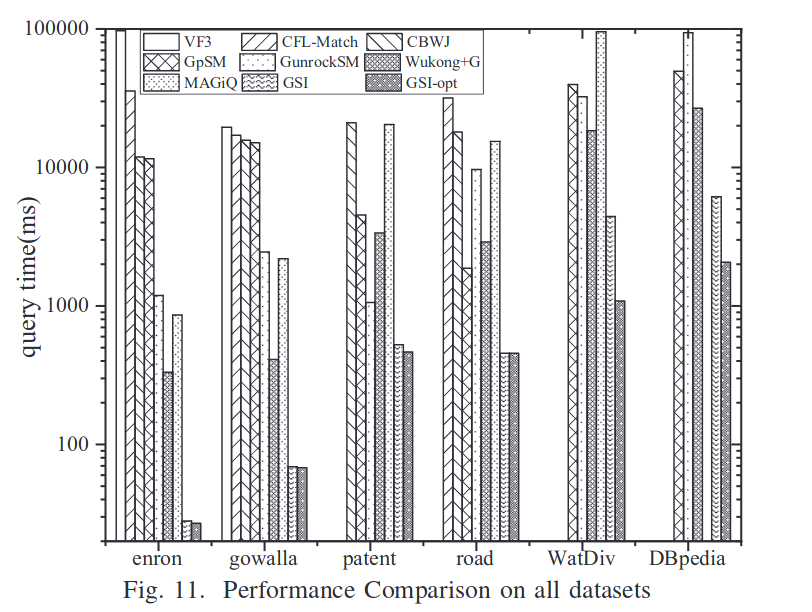 100000
VF3 CFL-Match CBWJ
GpSM GunrockSM Wukong+G
MAGiQ GSI GSI-opt
10000
1000
100
query time(ms)
enron gowalla patent road WatDiv DBpedia
Fig. 11. Performance Comparison on all datasets